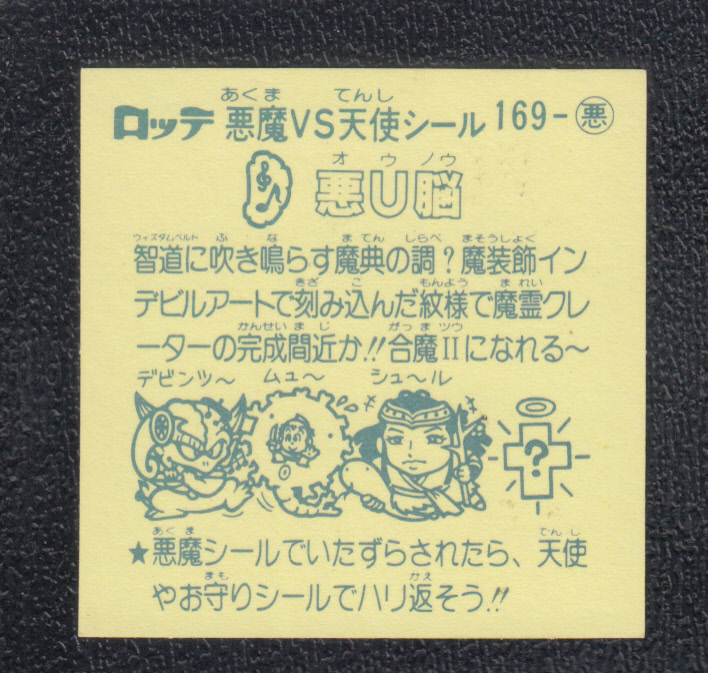 ロッテ 悪魔VS天使シール 169-悪
あくま てんし
悪U脳
オウノウ
智道に吹き鳴らす魔典の調?魔装飾イン
ウィズダムベルト ふ な まてん しらべ まそうしょく
デビルアートで刻み込んだ紋様で魔霊クレ
きざ こ もんよう まれい
ーターの完成間近か!!合魔IIになれる〜
かんせいまじ がっまツウ
デビンツ〜 ムュ〜 シュ〜ル
?
★悪魔シールでいたずらされたら、天使
あくま てんし
やお守りシールでハリ返そう!!
まも かえ